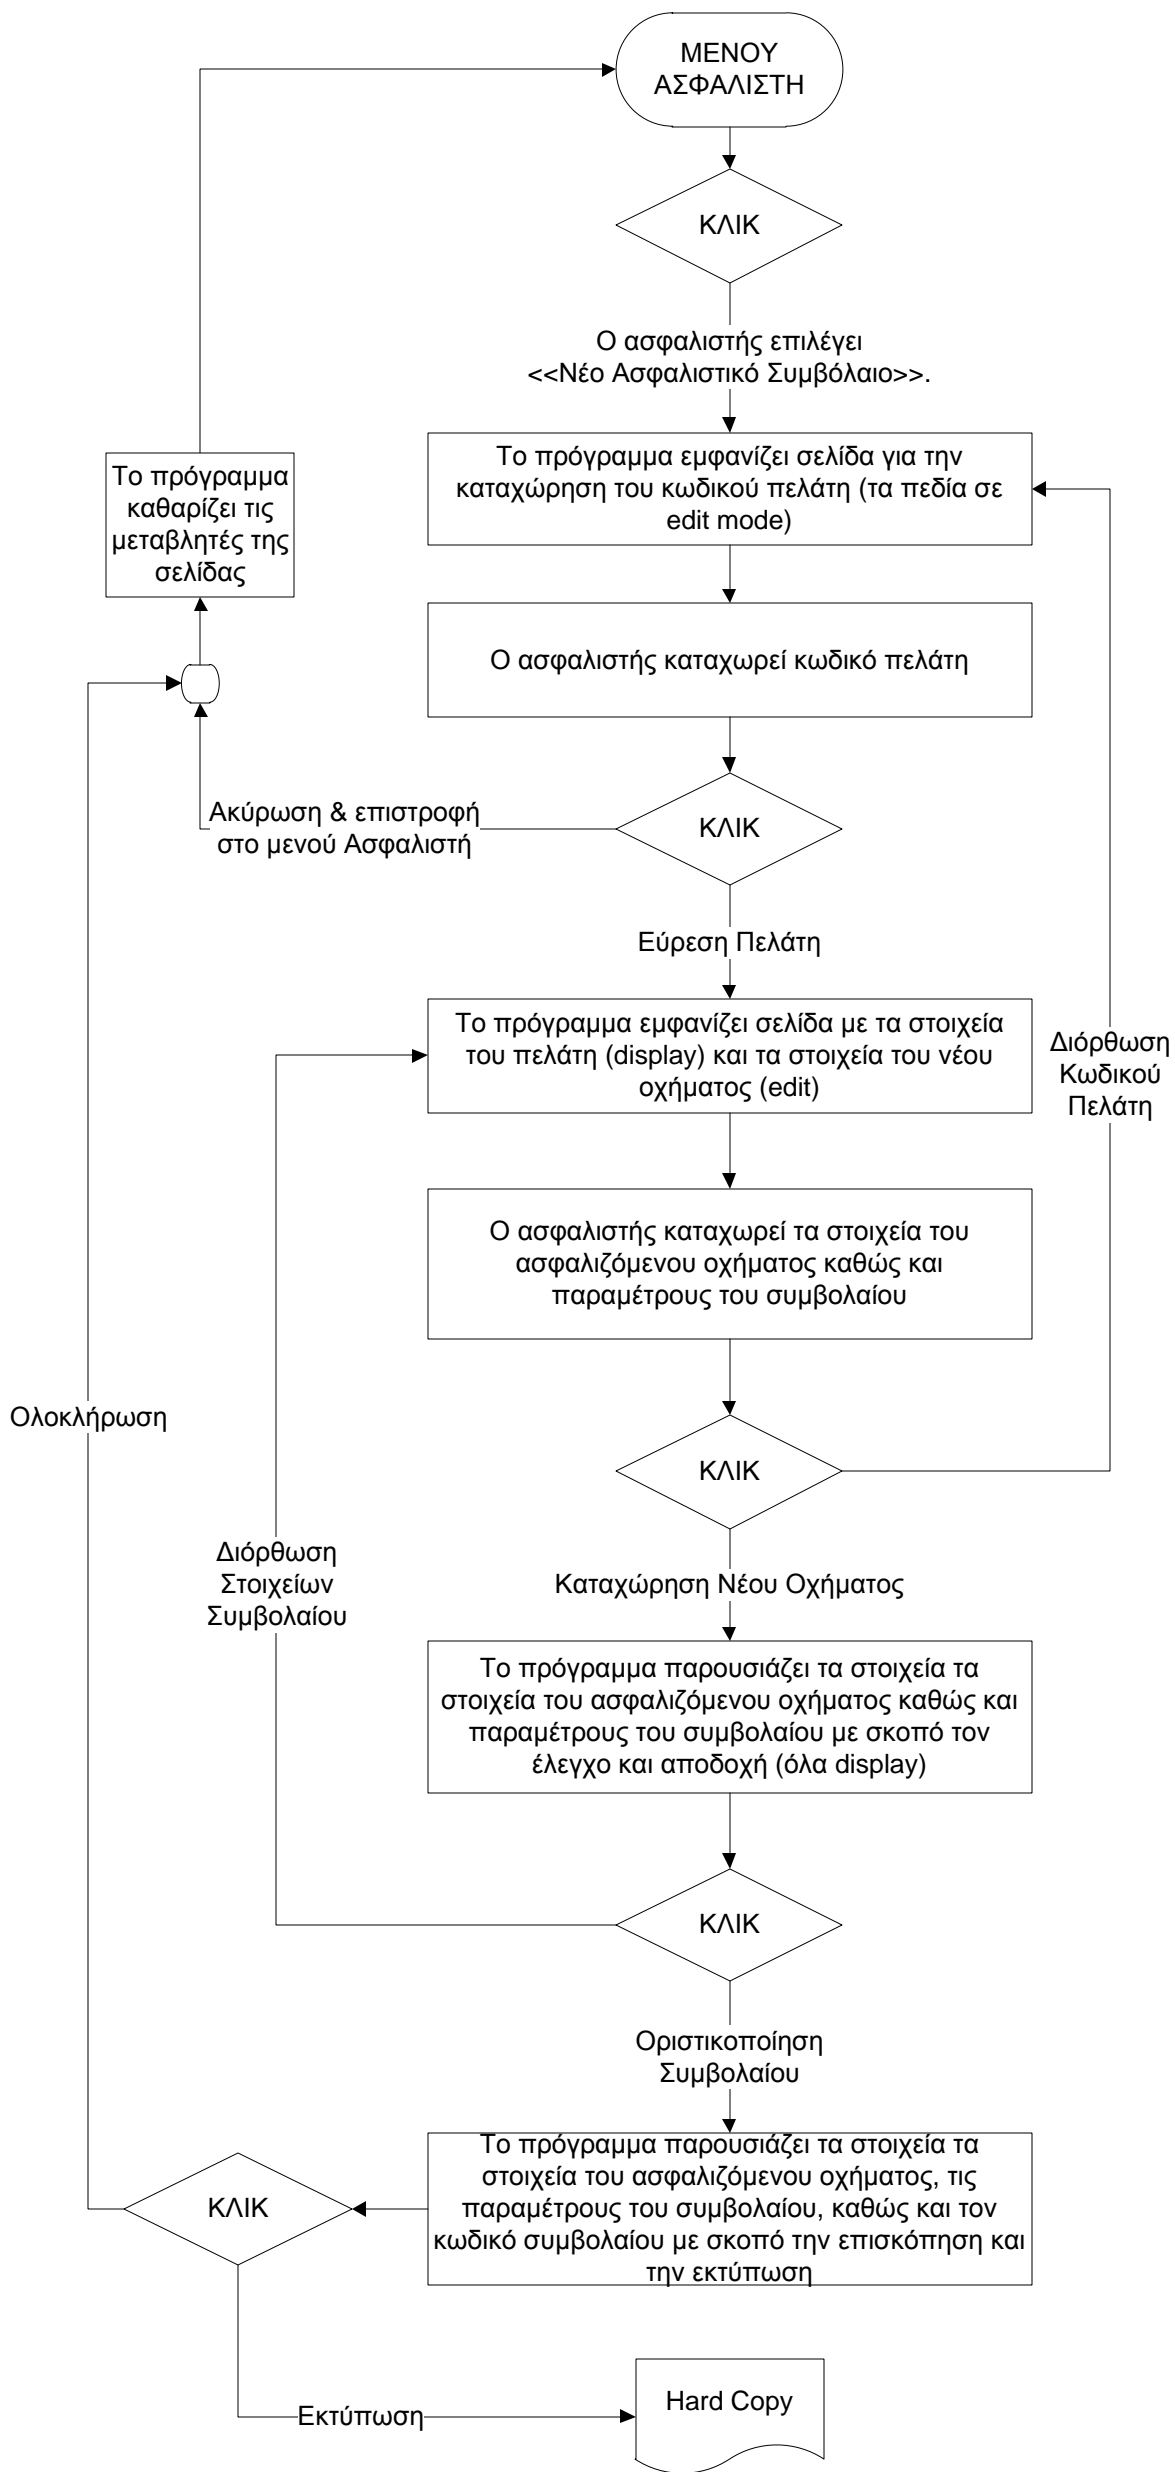 ΜΕΝΟΥ
ΑΣΦΑΛΙΣΤΗ
ΚΛΙΚ
Ο ασφαλιστής επιλέγει
<<Νέο Ασφαλιστικό Συμβόλαιο>>.
Το πρόγραμμα εμφανίζει σελίδα για την
καταχώρηση του κωδικού πελάτη (τα πεδία σε
edit mode)
Το πρόγραμμα
καθαρίζει τις
μεταβλητές της
σελίδας
Ο ασφαλιστής καταχωρεί κωδικό πελάτη
Ακύρωση & επιστροφή
στο μενού Ασφαλιστή
ΚΛΙΚ
Εύρεση Πελάτη
Το πρόγραμμα εμφανίζει σελίδα με τα στοιχεία
του πελάτη (display) και τα στοιχεία του νέου
οχήματος (edit)
Διόρθωση
Κωδικού
Πελάτη
Ο ασφαλιστής καταχωρεί τα στοιχεία του
ασφαλιζόμενου οχήματος καθώς και
παραμέτρους του συμβολαίου
Ολοκλήρωση
ΚΛΙΚ
Διόρθωση
Στοιχείων
Συμβολαίου
Καταχώρηση Νέου Οχήματος
Το πρόγραμμα παρουσιάζει τα στοιχεία τα
στοιχεία του ασφαλιζόμενου οχήματος καθώς και
παραμέτρους του συμβολαίου με σκοπό τον
έλεγχο και αποδοχή (όλα display)
ΚΛΙΚ
Οριστικοποίηση
Συμβολαίου
Το πρόγραμμα παρουσιάζει τα στοιχεία τα
στοιχεία του ασφαλιζόμενου οχήματος, τις
παραμέτρους του συμβολαίου, καθώς και τον
κωδικό συμβολαίου με σκοπό την επισκόπηση και
την εκτύπωση
ΚΛΙΚ
Εκτύπωση
Hard Copy